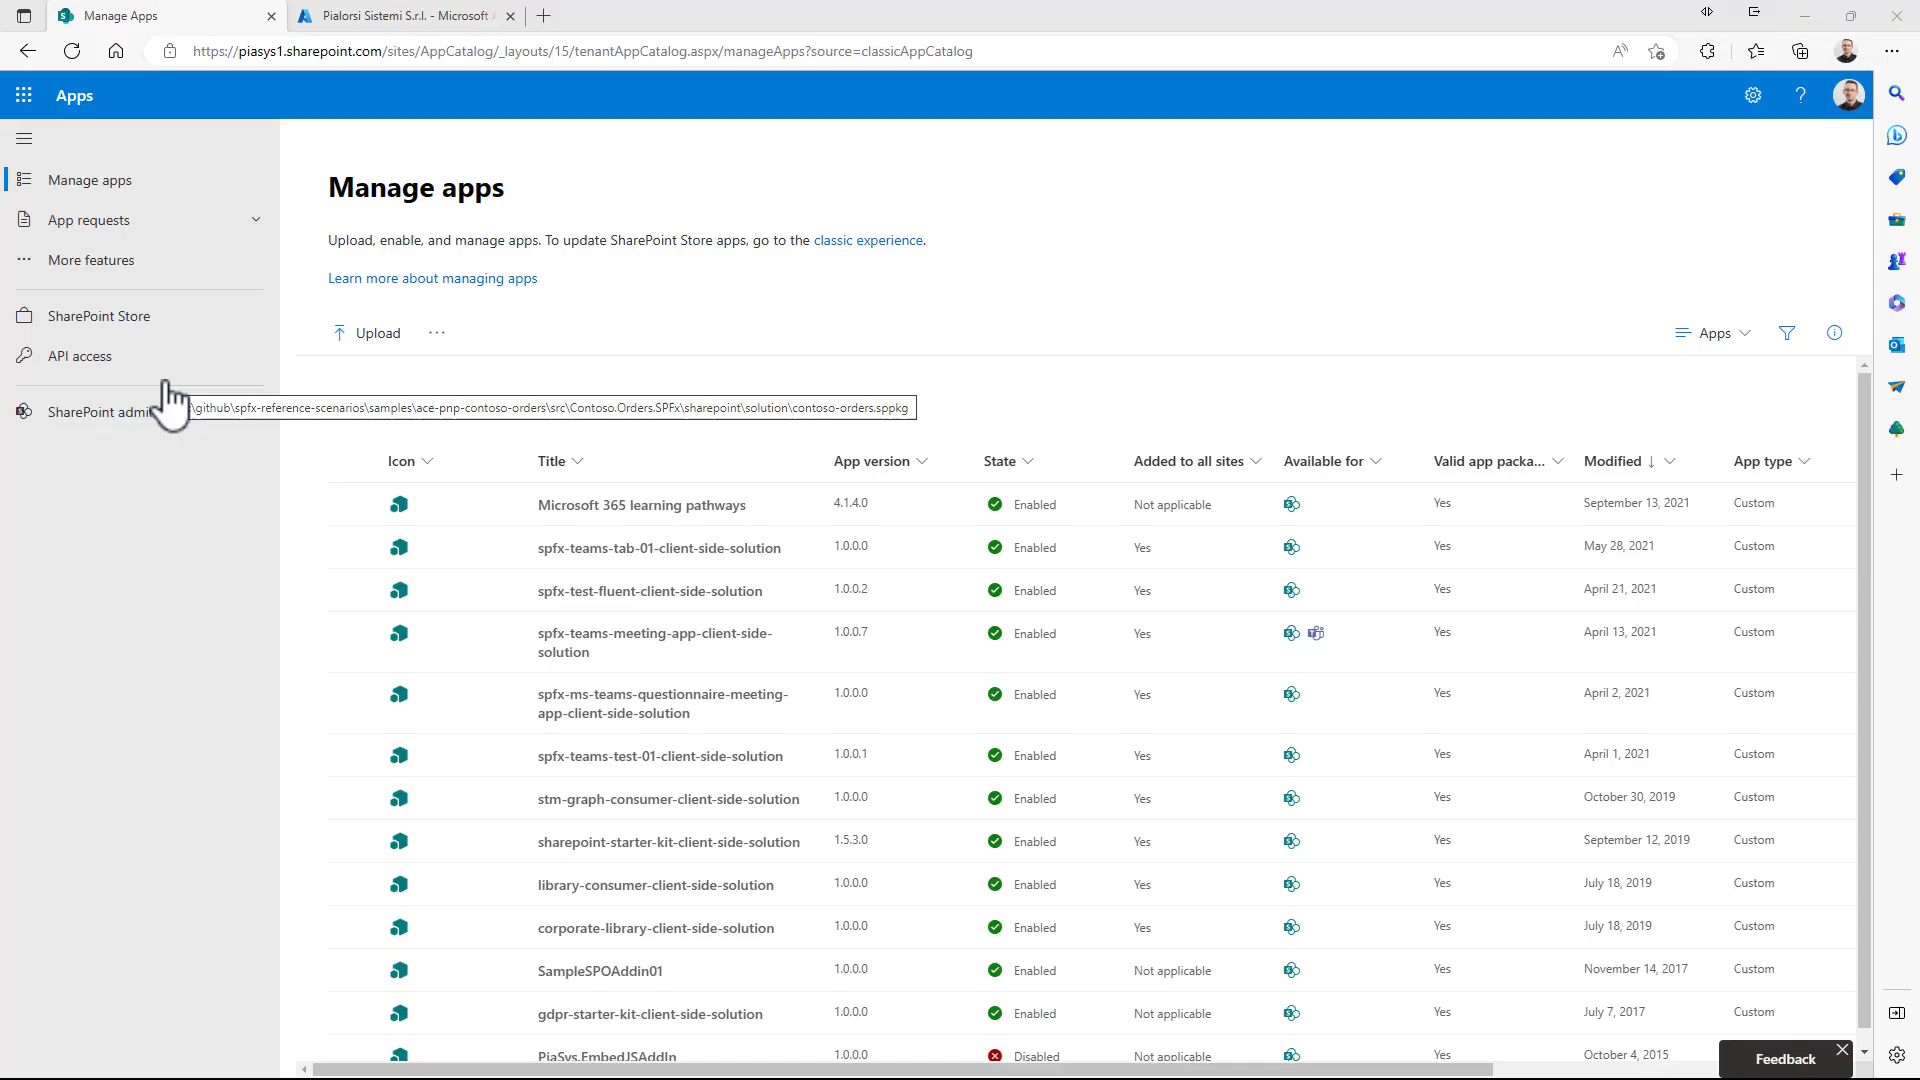 Manage Apps
Pialorsi Sistemi S.r.l. - Microsoft A
https://piasys1.sharepoint.com/sites/AppCatalog/_layouts/15/tenantAppCatalog.aspx/manageApps?source=classicAppCatalog
Apps
Manage apps
App requests
More features
SharePoint Store
API access
SharePoint admi
\github\spfx-reference-scenarios\samples\ace-pnp-contoso-orders\src\Contoso.Orders.SPFx\sharepoint\solution\contoso-orders.sppkg
Manage apps
Upload, enable, and manage apps. To update SharePoint Store apps, go to the classic experience.
Learn more about managing apps
Upload
Apps
Icon Title App version State Added to all sites Available for Valid app packa... Modified ↓ App type
Microsoft 365 learning pathways 4.1.4.0 Enabled Not applicable Yes September 13, 2021 Custom
spfx-teams-tab-01-client-side-solution 1.0.0.0 Enabled Yes Yes May 28, 2021 Custom
spfx-test-fluent-client-side-solution 1.0.0.2 Enabled Yes Yes April 21, 2021 Custom
spfx-teams-meeting-app-client-side- 1.0.0.7 Enabled Yes Yes April 13, 2021 Custom
solution
spfx-ms-teams-questionnaire-meeting- 1.0.0.0 Enabled Yes Yes April 2, 2021 Custom
app-client-side-solution
spfx-teams-test-01-client-side-solution 1.0.0.1 Enabled Yes Yes April 1, 2021 Custom
stm-graph-consumer-client-side-solution 1.0.0.0 Enabled Yes Yes October 30, 2019 Custom
sharepoint-starter-kit-client-side-solution 1.5.3.0 Enabled Yes Yes September 12, 2019 Custom
library-consumer-client-side-solution 1.0.0.0 Enabled Yes Yes July 18, 2019 Custom
corporate-library-client-side-solution 1.0.0.0 Enabled Yes Yes July 18, 2019 Custom
SampleSPOAddin01 1.0.0.0 Enabled Not applicable Yes November 14, 2017 Custom
gdpr-starter-kit-client-side-solution 1.0.0.0 Enabled Not applicable Yes July 7, 2017 Custom
PiaSys.EmbedJSAddIn 1.0.0.0 Disabled Not applicable Yes October 4, 2015 Custom
Feedback